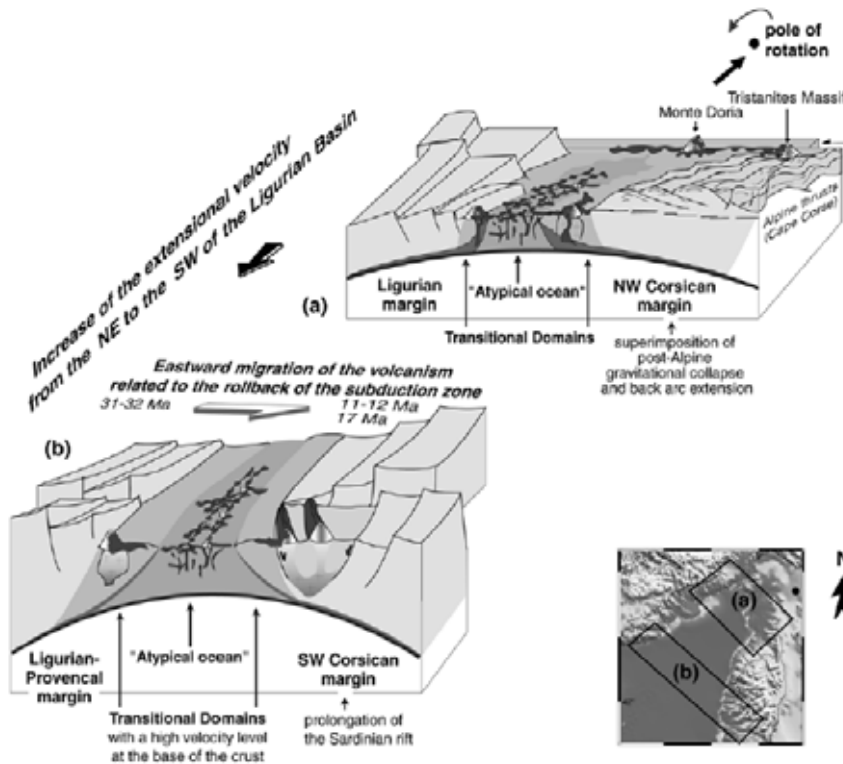 pole of
rotation
Tristanites Massif
Monte Doria
Increase of the extensional velocity
from the NE to the SW of the Ligurian Basin
Alpine thrusts
(Cape Corse)
(a)
Ligurian
margin
"Atypical ocean"
NW Corsican
margin
Transitional Domains
superimposition of
post-Alpine
gravitational collapse
and back arc extension
Eastward migration of the volcanism
related to the rollback of the subduction zone
31-32 Ma
11-12 Ma
17 Ma
(b)
Ligurian-
Provencal
margin
"Atypical ocean"
SW Corsican
margin
Transitional Domains
with a high velocity level
at the base of the crust
prolongation of
the Sardinian rift
(a)
(b)
N